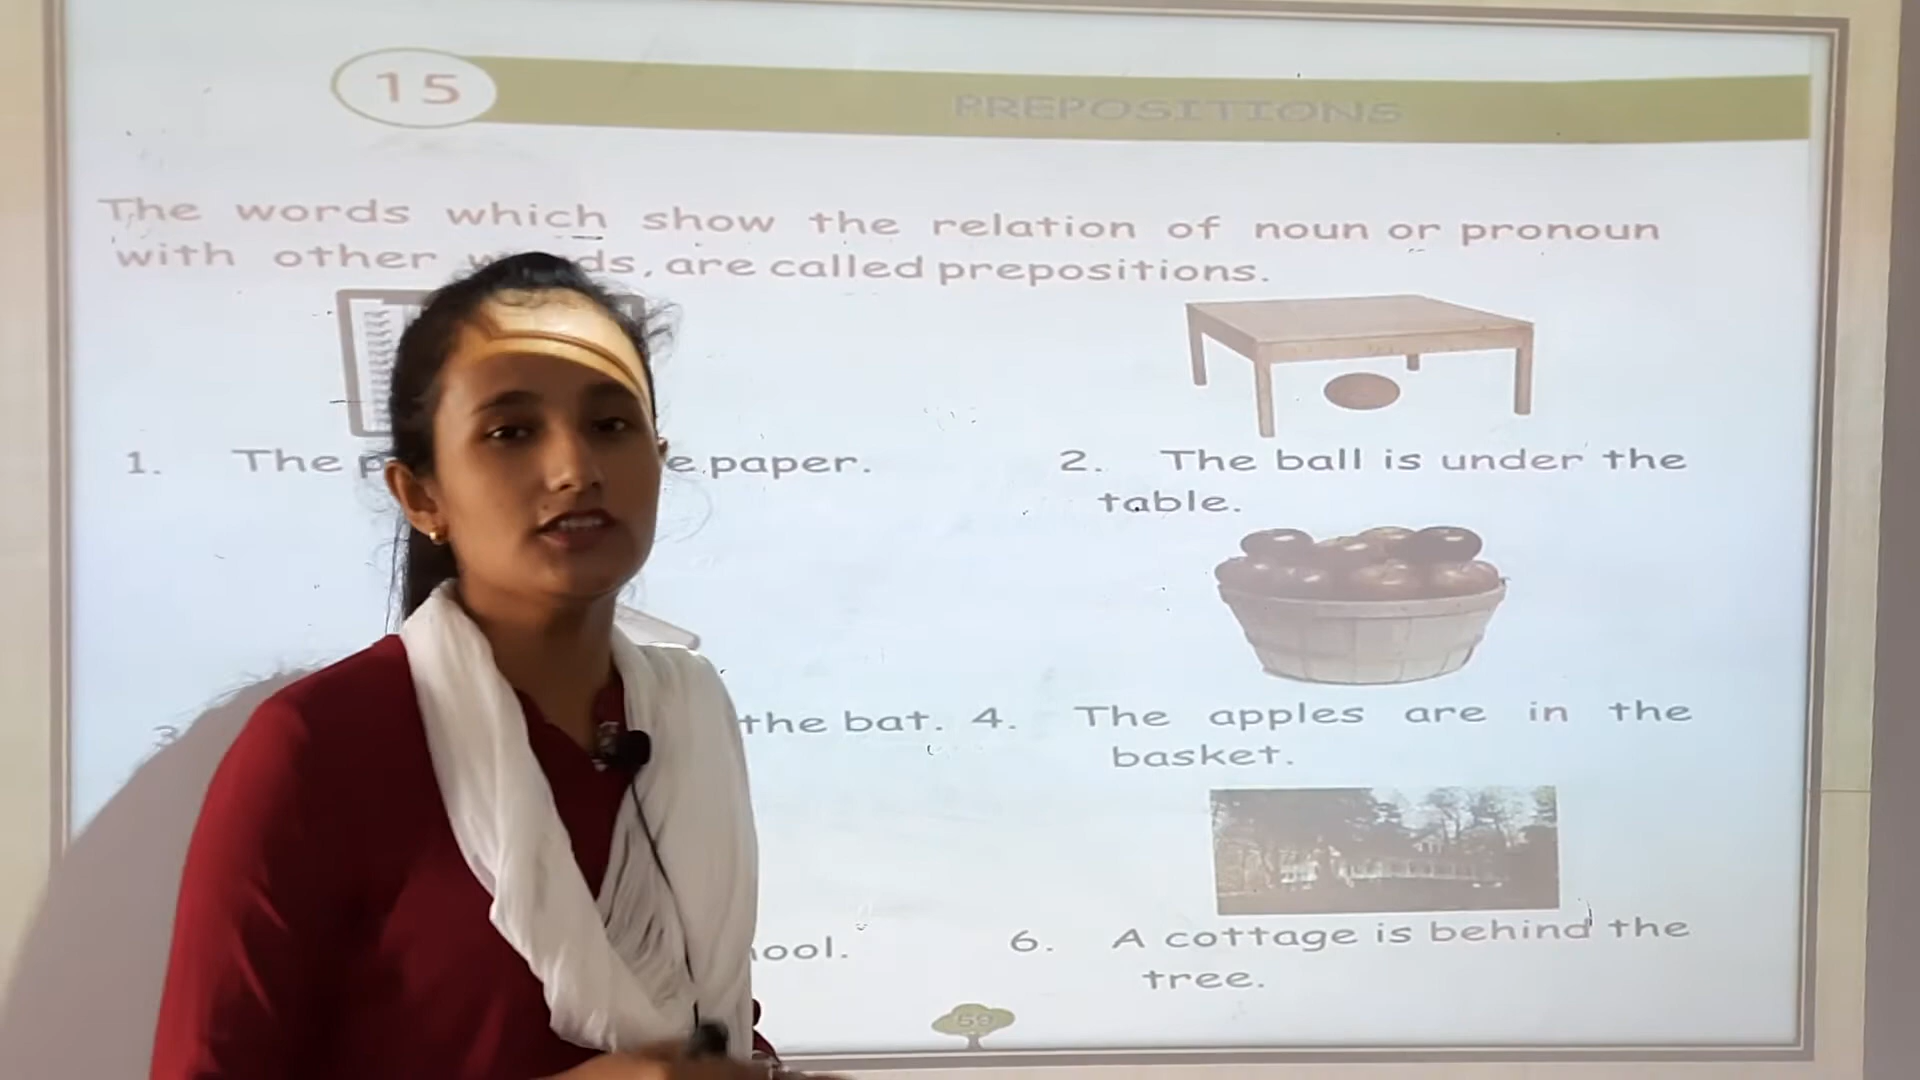 15
PREPOSITIONS
The words which show the relation of noun or pronoun
with other words, are called prepositions.
1. The paper.
2. The ball is under the
table.
the bat.
4. The apples are in the
basket.
6. A cottage is behind the
tree.
59